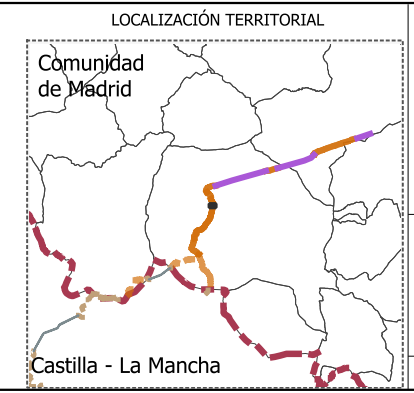 LOCALIZACIÓN TERRITORIAL
Comunidad
de Madrid
Castilla - La Mancha